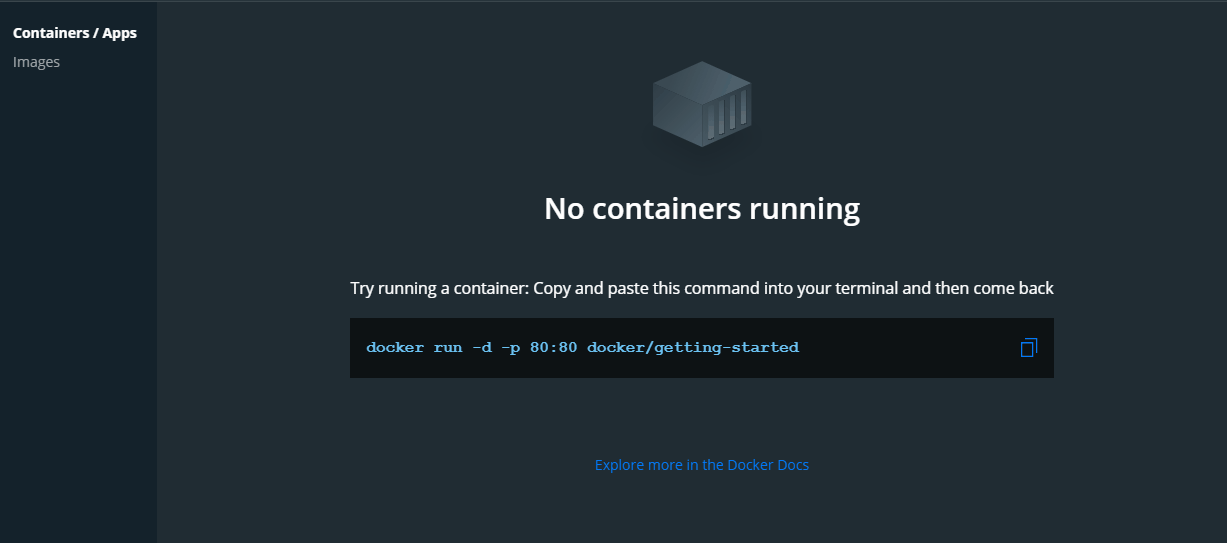 Containers / Apps
Images
No containers running
Try running a container: Copy and paste this command into your terminal and then come back
docker run -d -p 80:80 docker/getting-started
Explore more in the Docker Docs